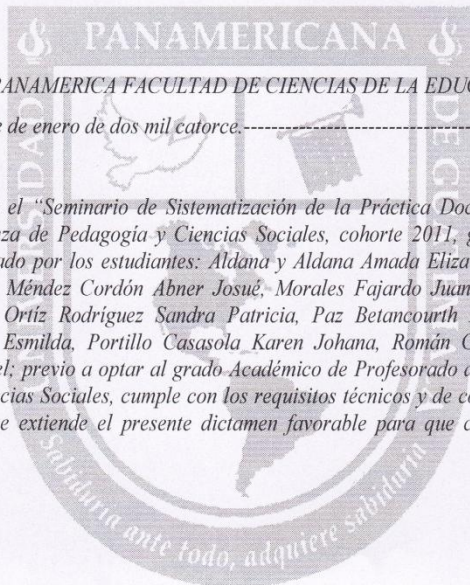 PANAMERICANA
UNIVERSIDAD
DE GUATEMALA
PANAMERICA FACULTAD DE CIENCIAS DE LA EDUC
de enero de dos mil catorce.-----------------------------
el “Seminario de Sistematización de la Práctica Doc
za de Pedagogía y Ciencias Sociales, cohorte 2011, g
ado por los estudiantes: Aldana y Aldana Amada Eliza
Méndez Cordón Abner Josué, Morales Fajardo Juan
Ortíz Rodríguez Sandra Patricia, Paz Betancourth
Esmilda, Portillo Casasola Karen Johana, Román C
el; previo a optar al grado Académico de Profesorado
cias Sociales, cumple con los requisitos técnicos y de c
e extiende el presente dictamen favorable para que c
Sabiduría ante todo, adquiere sabiduría